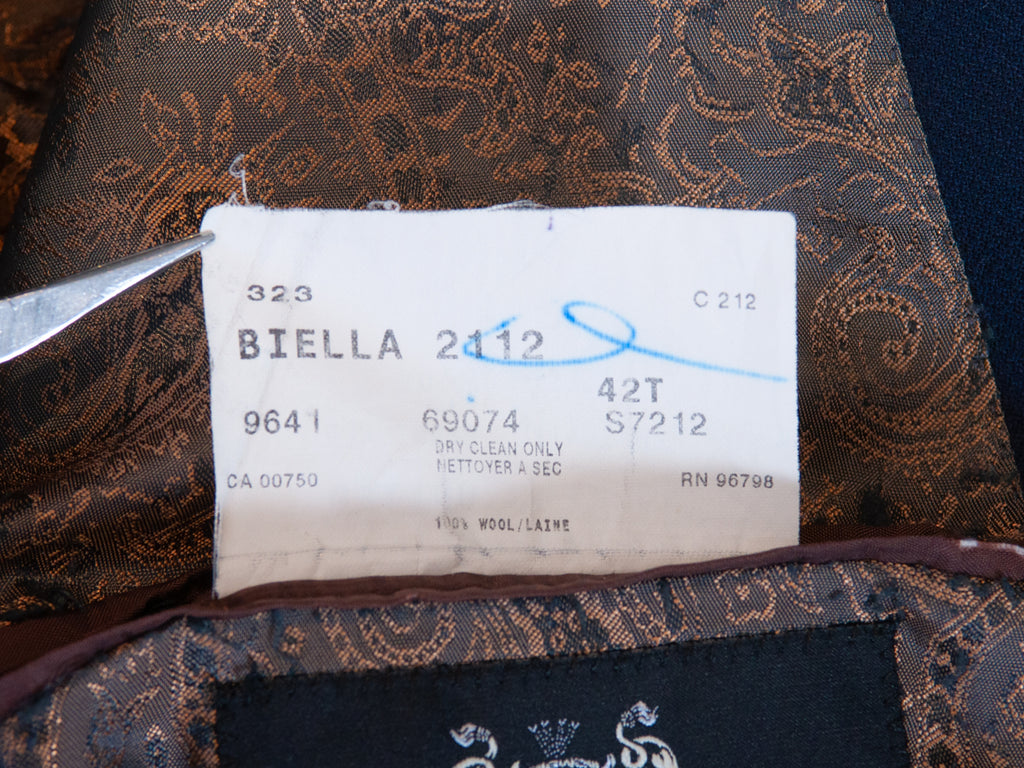 323 C 212
BIELLA 2112
42T
9641 69074 S7212
DRY CLEAN ONLY
NETTOYER A SEC
CA 00750 RN 96798
100% WOOL/LAINE